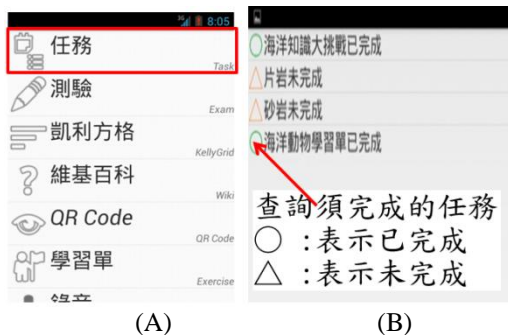 3G 8:05
任務
Task
測驗
Exam
凱利方格
KellyGrid
維基百科
Wiki
QR Code
QR Code
學習單
Exercise
錄音
(A)
海洋知識大挑戰已完成
片岩未完成
砂岩未完成
海洋動物學習單已完成
查詢須完成的任務
○ :表示已完成
△ :表示未完成
(B)